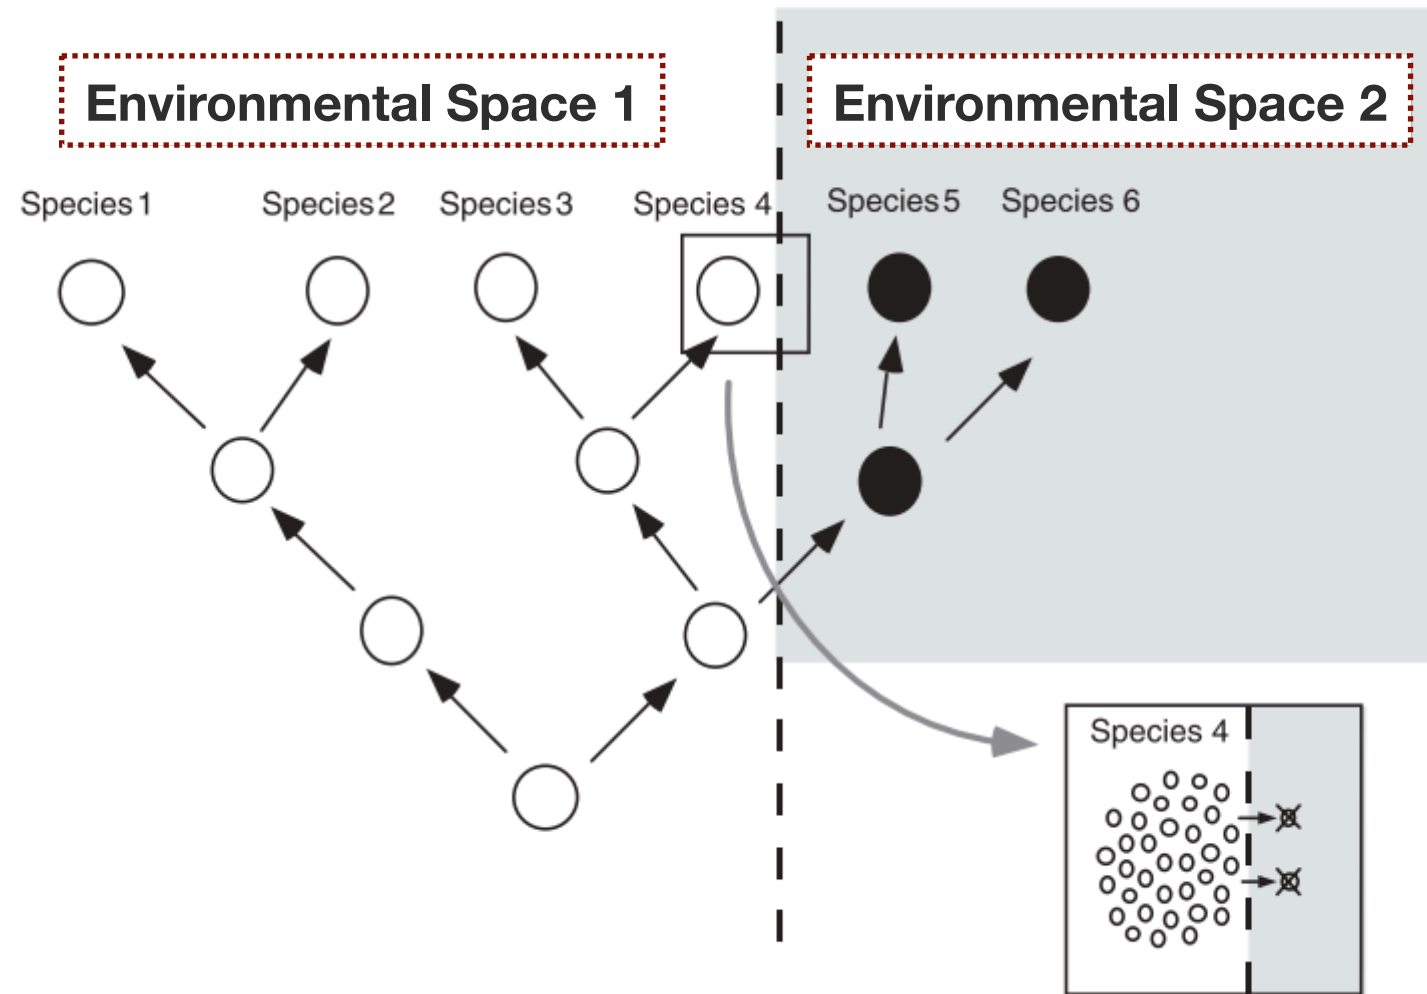 Environmental Space 1
Environmental Space 2
Species 1
Species 2
Species 3
Species 4
Species 5
Species 6
Species 4